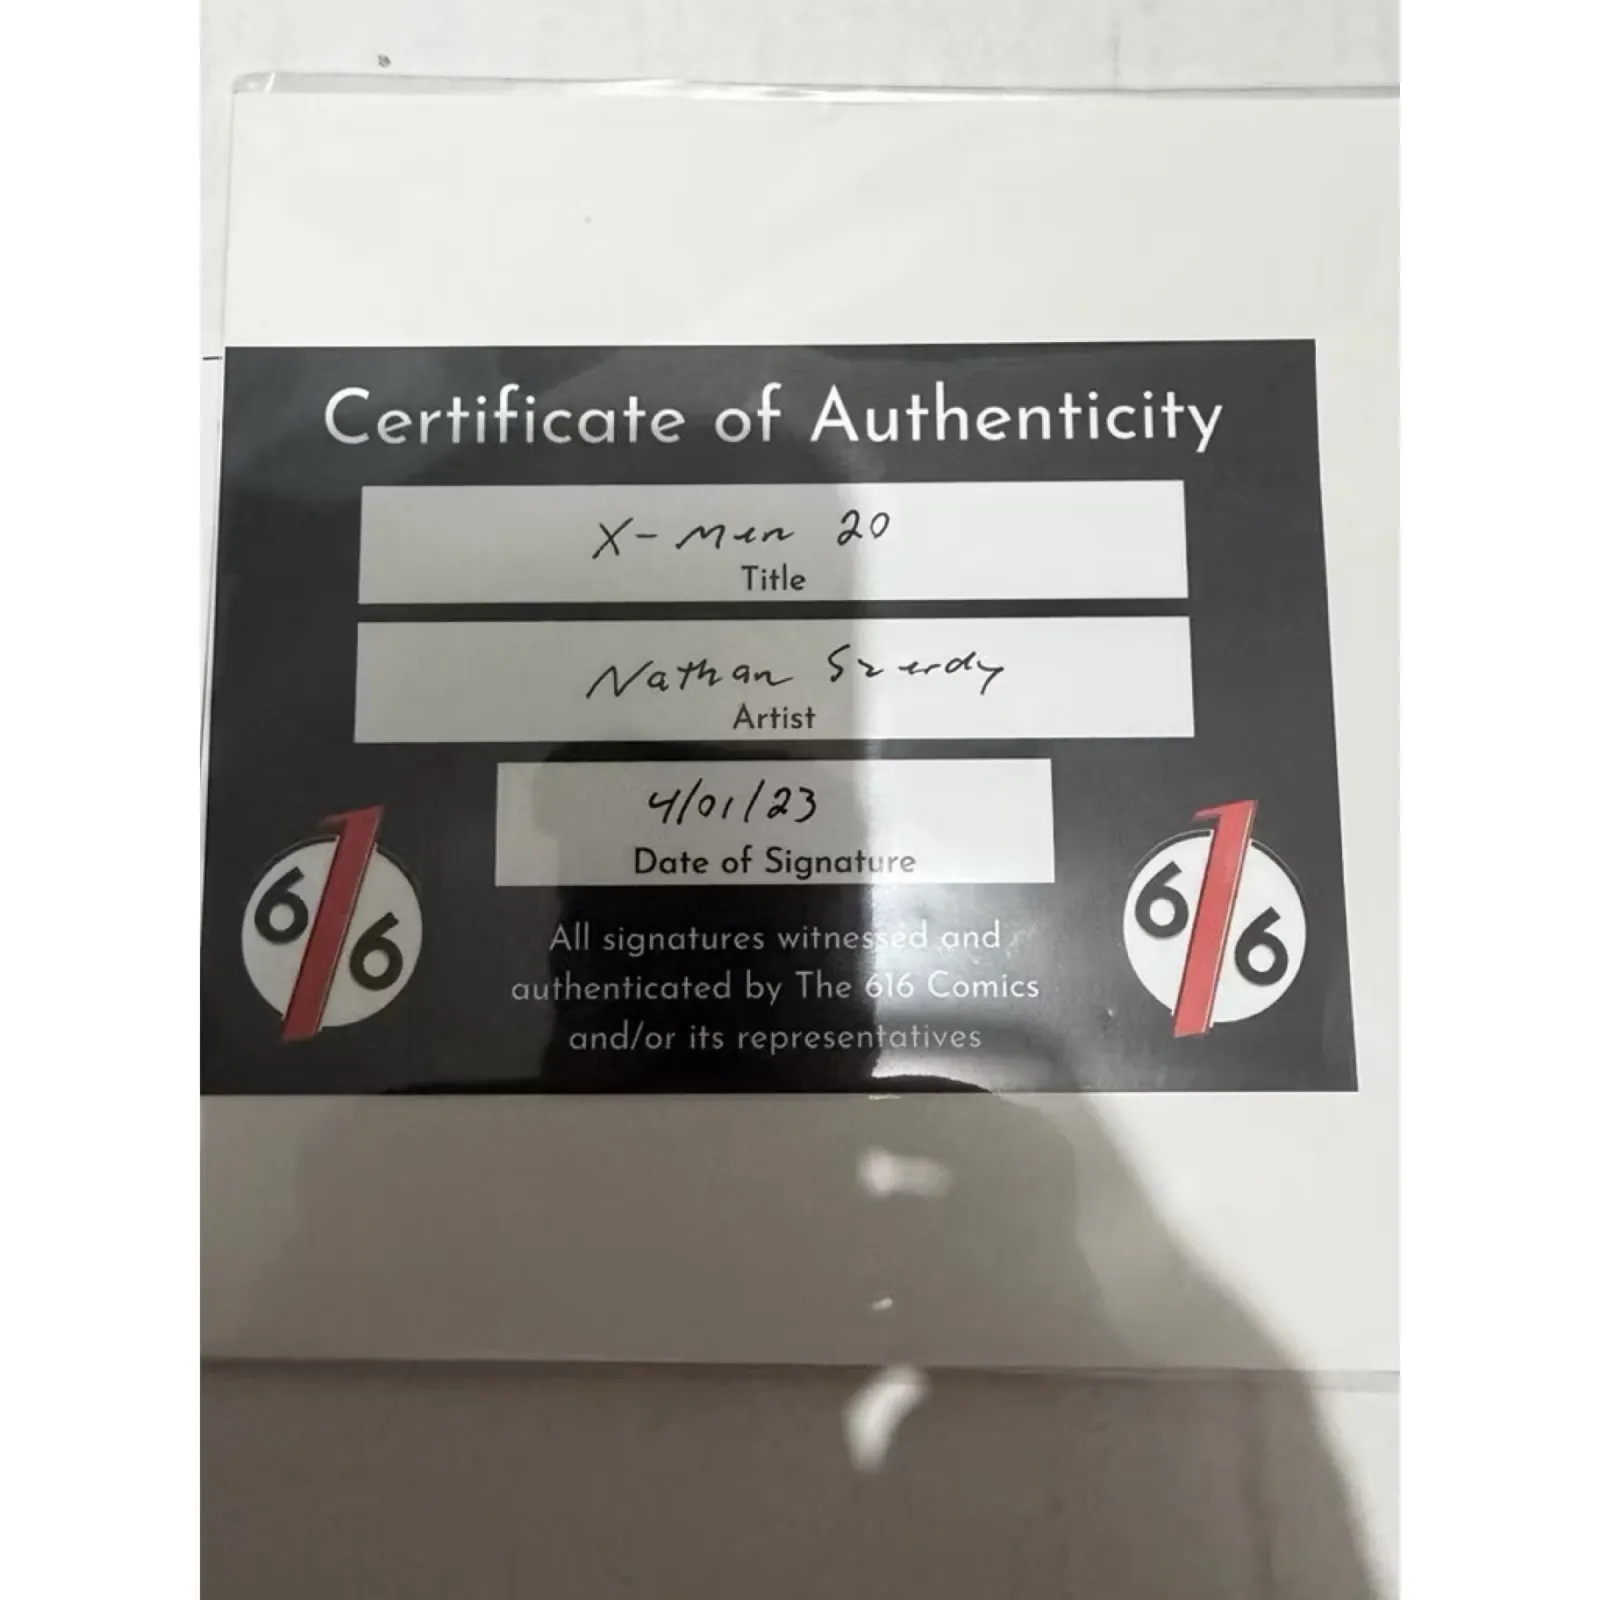 Certificate of Authenticity
X-Men 20
Title
Nathan Szerdy
Artist
4/01/23
Date of Signature
616
616
All signatures witnessed and
authenticated by The 616 Comics
and/or its representatives